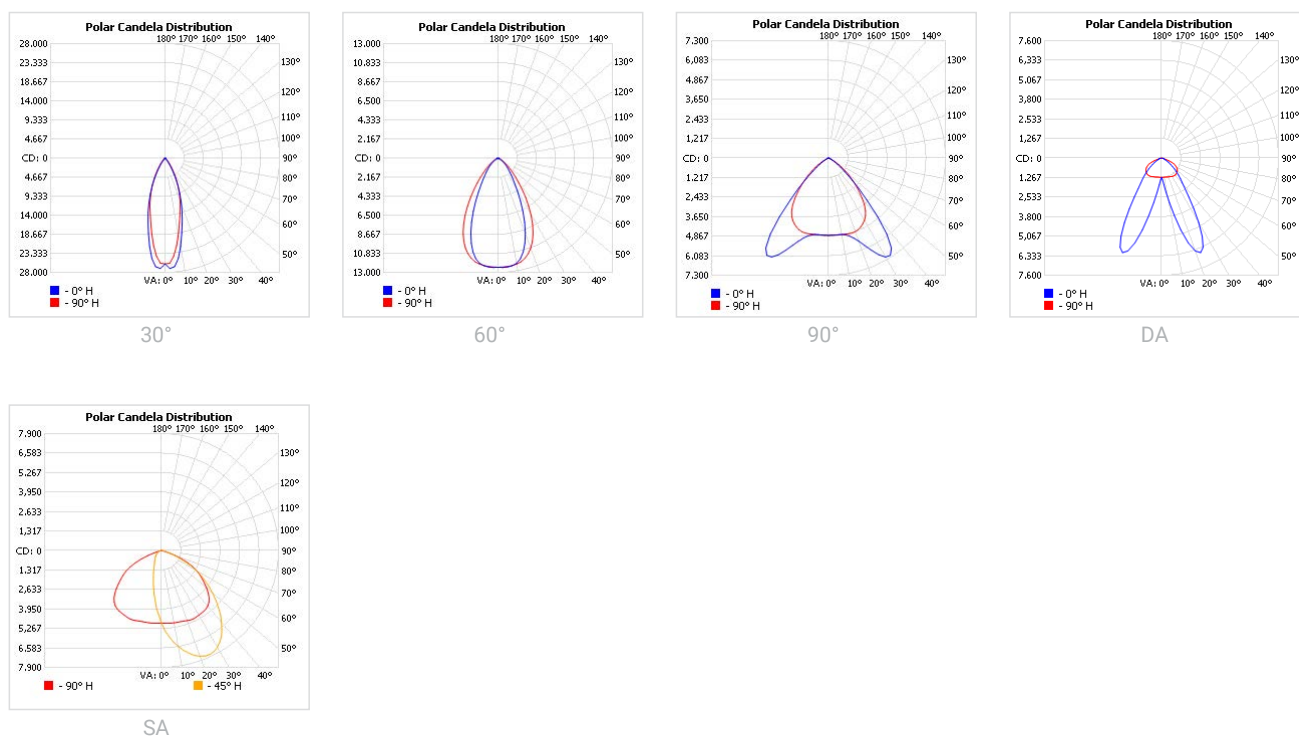 Polar Candela Distribution
28.000 180° 170° 160° 150° 140°
23.333 130°
18.667 120°
14.000 110°
9.333 100°
4.667
CD: 0 90°
4.667 80°
9.333 70°
14.000 60°
18.667
23.333 50°
28.000 VA: 0° 10° 20° 30° 40°
- 0° H
- 90° H
30°
Polar Candela Distribution
13.000 180° 170° 160° 150° 140°
10.833 130°
8.667 120°
6.500 110°
4.333 100°
2.167
CD: 0 90°
2.167 80°
4.333 70°
6.500 60°
8.667
10.833 50°
13.000 VA: 0° 10° 20° 30° 40°
- 0° H
- 90° H
60°
Polar Candela Distribution
7.300 180° 170° 160° 150° 140°
6,083 130°
4.867 120°
3,650 110°
2.433 100°
1,217
CD: 0 90°
1.217 80°
2,433 70°
3.650 60°
4,867
6.083 50°
7.300 VA: 0° 10° 20° 30° 40°
- 0° H
- 90° H
90°
Polar Candela Distribution
7.600 180° 170° 160° 150° 140°
6,333 130°
5.067 120°
3,800 110°
2.533 100°
1,267
CD: 0 90°
1.267 80°
2,533 70°
3.800 60°
5,067
6.333 50°
7.600 VA: 0° 10° 20° 30° 40°
- 0° H
- 90° H
DA
Polar Candela Distribution
7.900 180° 170° 160° 150° 140°
6,583 130°
5.267 120°
3,950 110°
2.633 100°
1,317
CD: 0 90°
1.317 80°
2,633 70°
3.950 60°
5,267
6.583 50°
7.900 VA: 0° 10° 20° 30° 40°
- 90° H - 45° H
SA